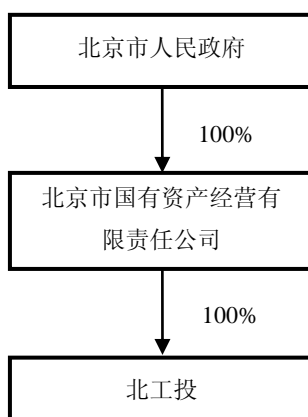 北京市人民政府
100%
北京市国有资产经营有
限责任公司
100%
北工投